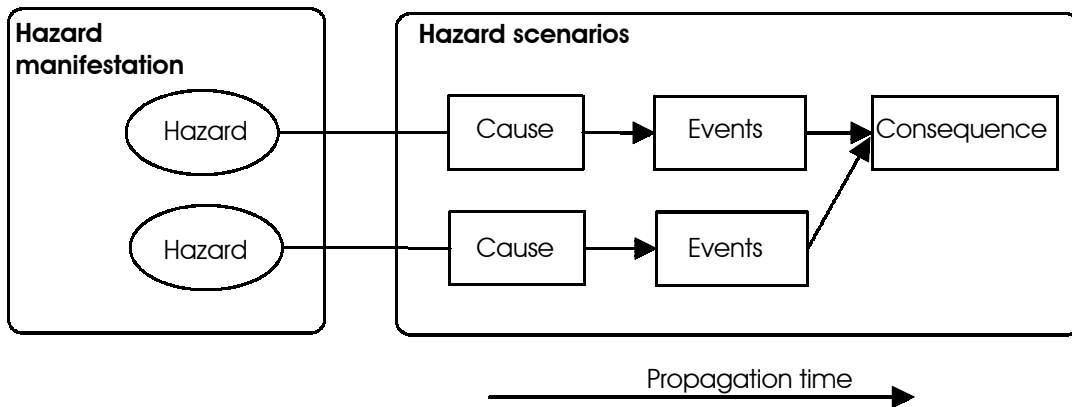 Hazard
manifestation
Hazard scenarios
Hazard
Cause
Events
Consequence
Hazard
Cause
Events
Propagation time